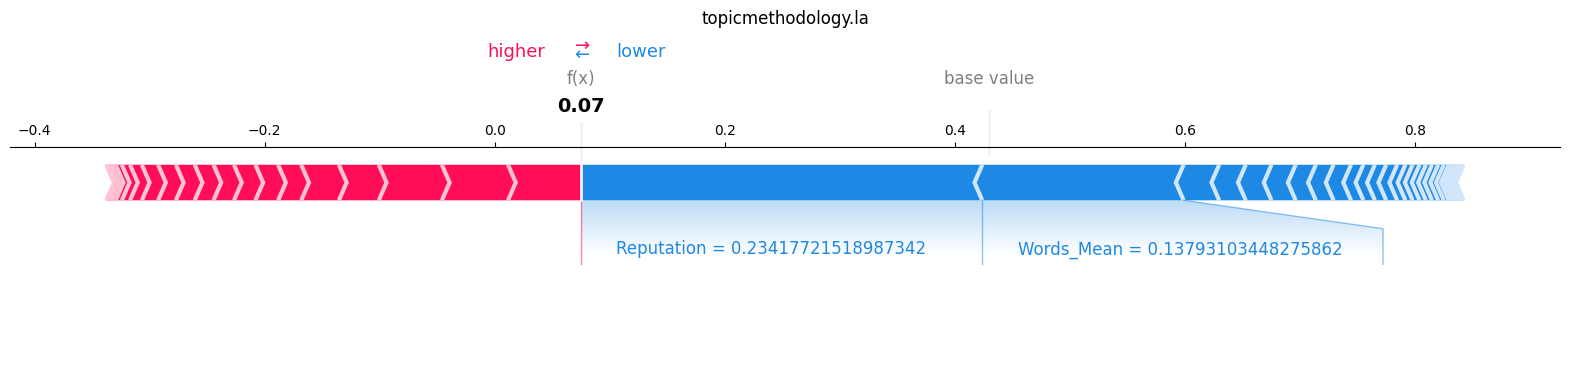 topicmethodology.la
higher ⇄ lower
f(x) base value
0.07
−0.4 −0.2 0.0 0.2 0.4 0.6 0.8
Reputation = 0.23417721518987342 Words_Mean = 0.13793103448275862